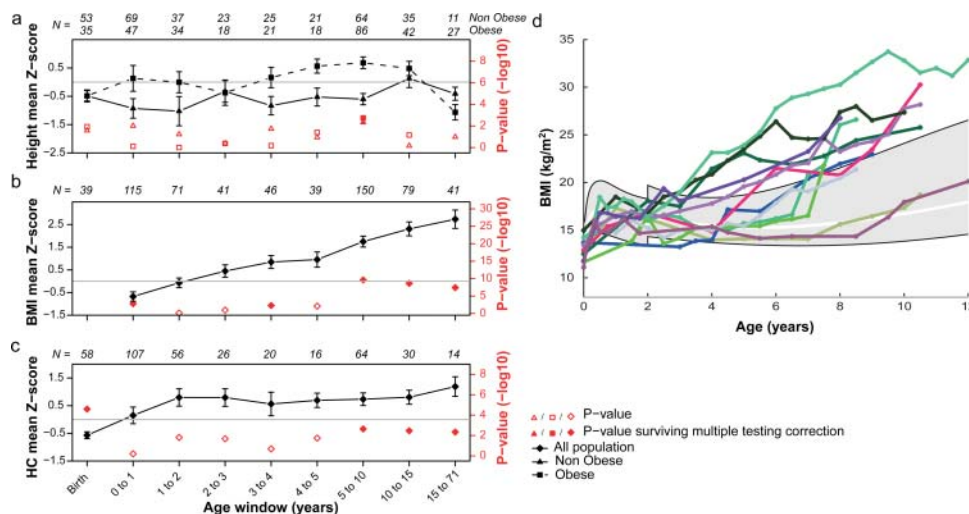 a
N = 53 69 37 23 25 21 64 35 11 Non Obese
35 47 34 18 21 18 86 42 27 Obese
Height mean Z−score
0.5
−0.5
−1.5
−2.5
8
6
4
2
0
P−value (−log10)
b
N = 39 115 71 41 46 39 150 79 41
BMI mean Z−score
2.5
1.5
0.5
−0.5
−1.5
30
25
20
15
10
5
0
P−value (−log10)
c
N = 58 107 56 26 20 16 64 30 14
HC mean Z−score
1.5
0.5
−0.5
−1.5
8
6
4
2
0
P−value (−log10)
Birth
0 to 1
1 to 2
2 to 3
3 to 4
4 to 5
5 to 10
10 to 15
15 to 71
Age window (years)
d
BMI (kg/m²)
35
30
25
20
15
10
0 2 4 6 8 10 12
Age (years)
/ / P−value
/ / P−value surviving multiple testing correction
All population
Non Obese
Obese